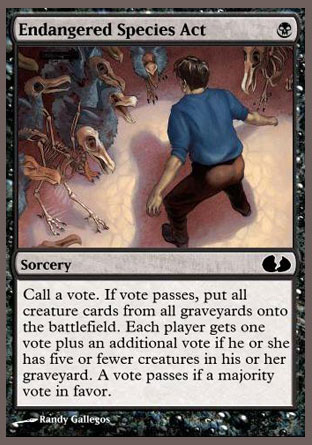 Endangered Species Act
Sorcery
Call a vote. If vote passes, put all
creature cards from all graveyards onto
the battlefield. Each player gets one
vote plus an additional vote if he or she
has five or fewer creatures in his or her
graveyard. A vote passes if a majority
vote in favor.
Randy Gallegos